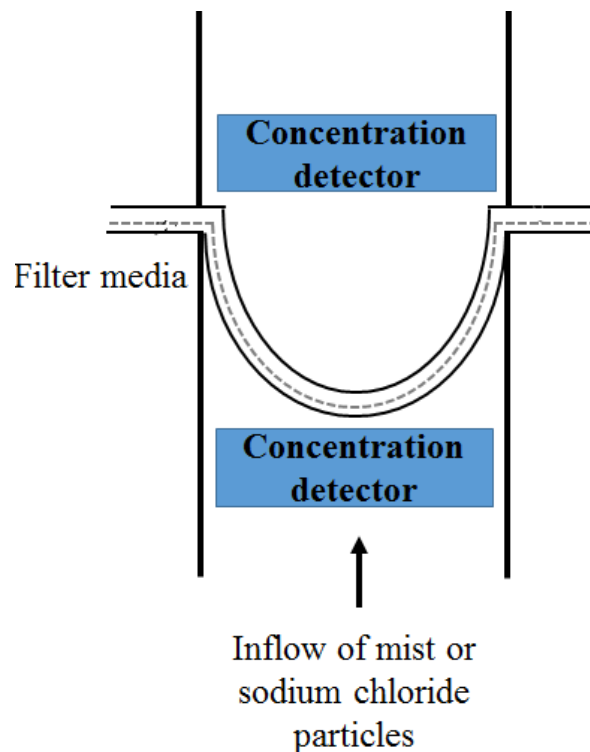 Concentration
detector
Filter media
Concentration
detector
Inflow of mist or
sodium chloride
particles